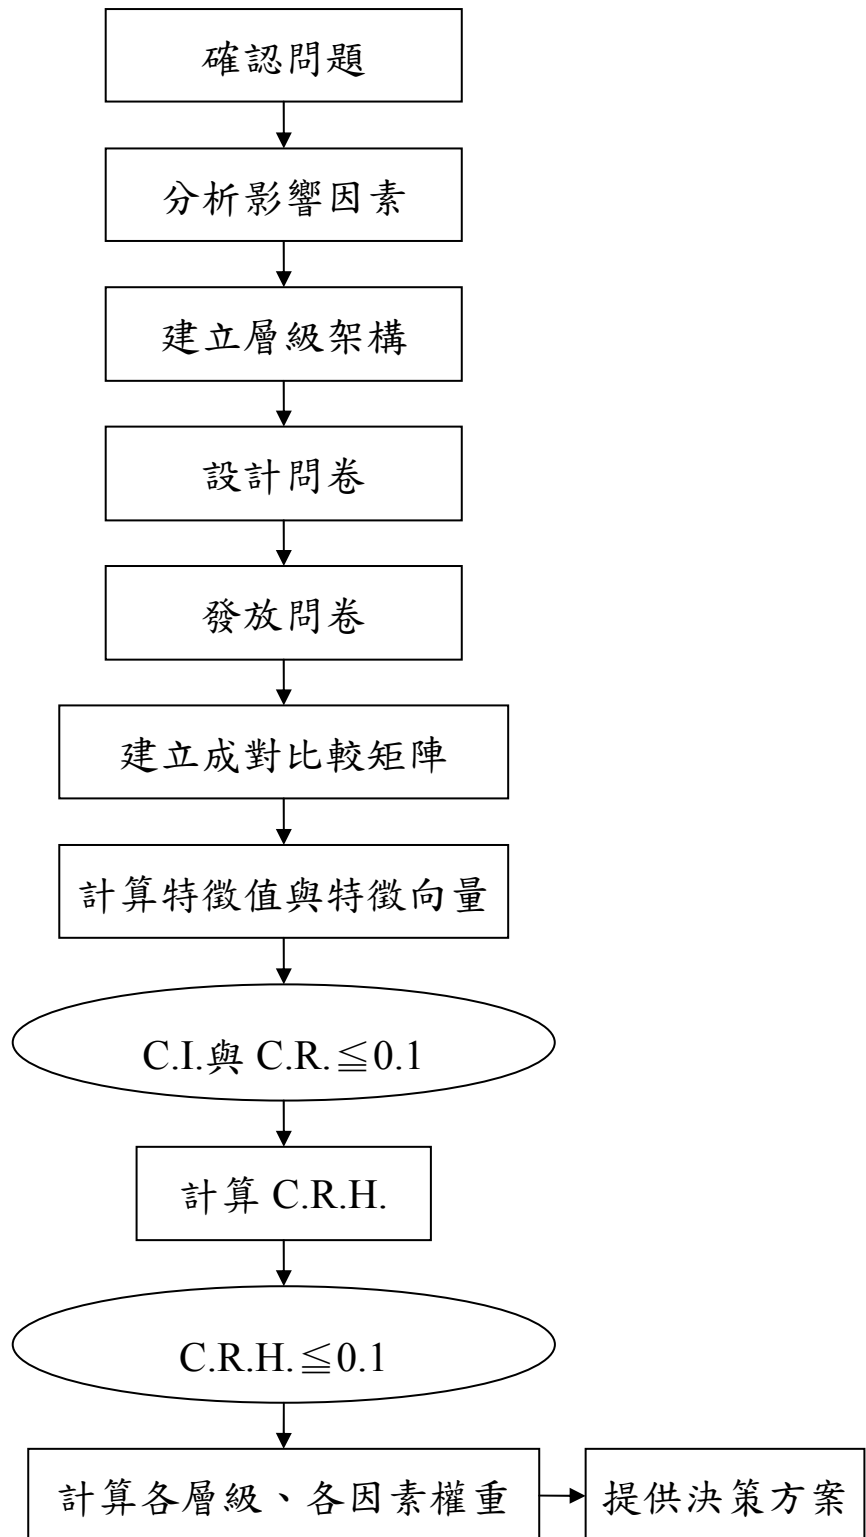 確認問題
分析影響因素
建立層級架構
設計問卷
發放問卷
建立成對比較矩陣
計算特徵值與特徵向量
C.I.與 C.R.≦0.1
計算 C.R.H.
C.R.H.≦0.1
計算各層級、各因素權重
提供決策方案